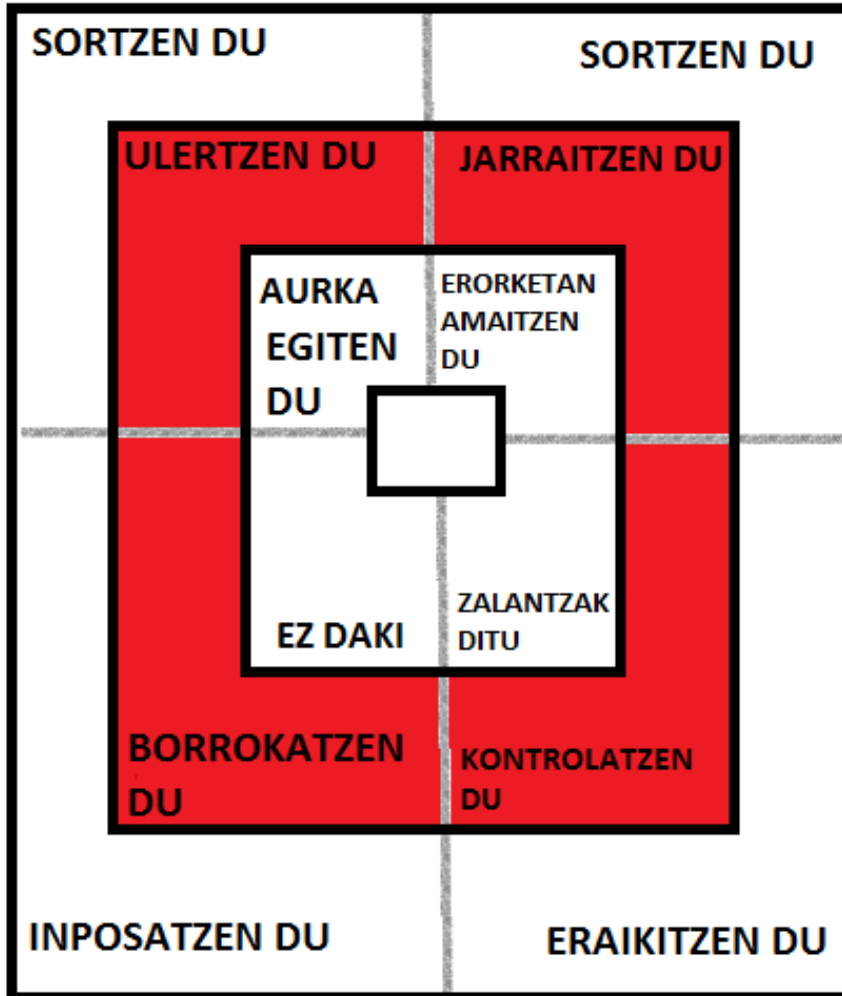 SORTZEN DU
SORTZEN DU
ULERTZEN DU
JARRAITZEN DU
AURKA
EGITEN
DU
ERORKETAN
AMAITZEN
DU
EZ DAKI
ZALANTZAK
DITU
BORROKATZEN
DU
KONTROLATZEN
DU
INPOSATZEN DU
ERAIKITZEN DU